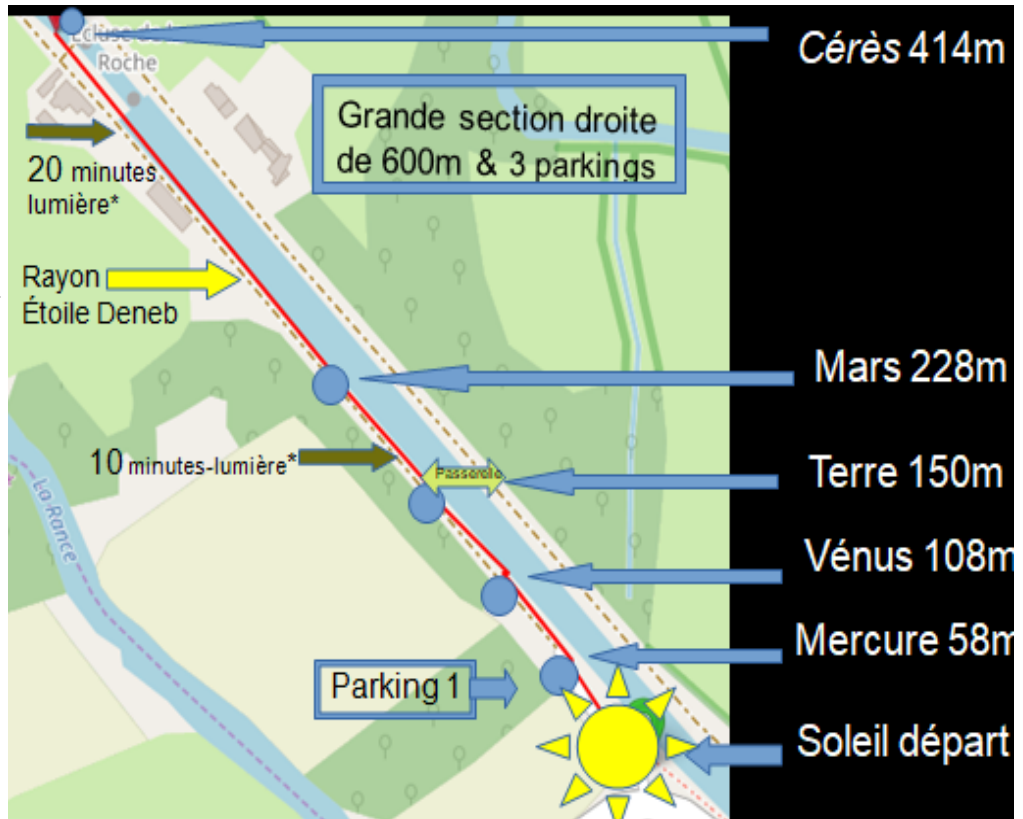 Écluse de la
Roche
Cérès 414m
Grande section droite
de 600m & 3 parkings
20 minutes
lumière*
Rayon
Étoile Deneb
Mars 228m
10 minutes-lumière*
Passerelle
Terre 150m
La Rance
Vénus 108m
Mercure 58m
Parking 1
Soleil départ